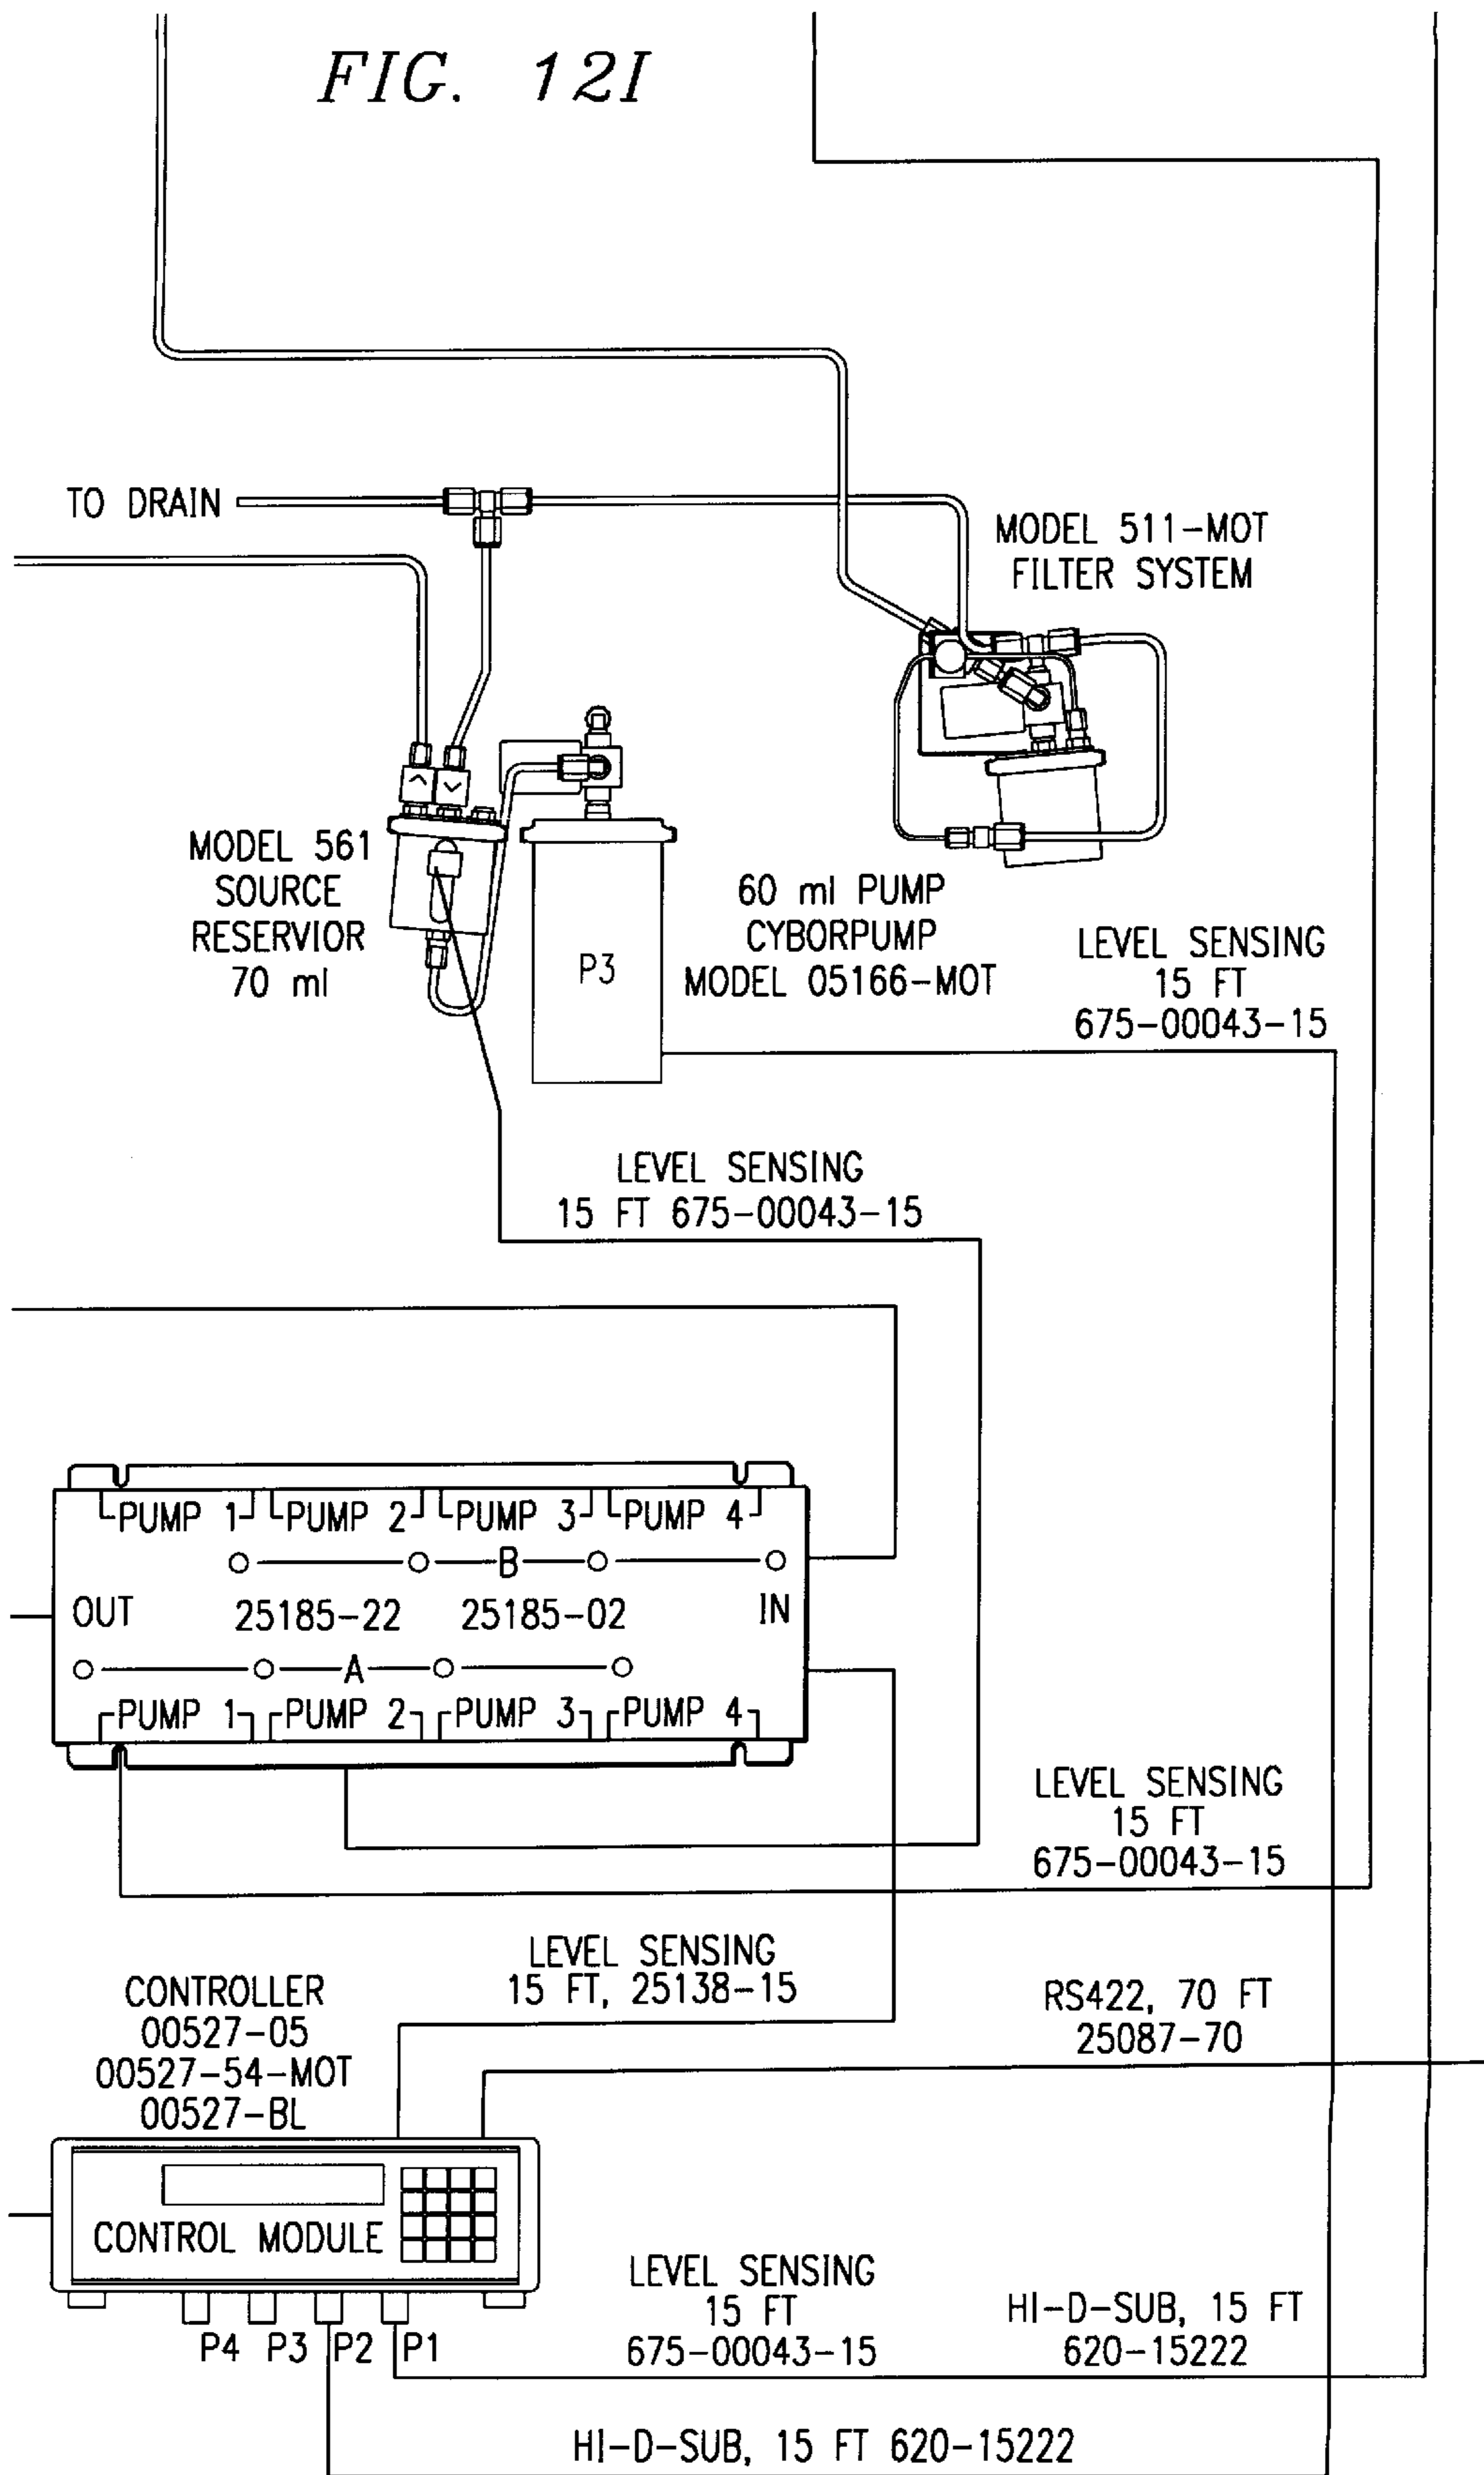 FIG. 12I
TO DRAIN
MODEL 511-MOT
FILTER SYSTEM
MODEL 561
SOURCE
RESERVIOR
70 ml
P3
60 ml PUMP
CYBORPUMP
MODEL 05166-MOT
LEVEL SENSING
15 FT
675-00043-15
LEVEL SENSING
15 FT 675-00043-15
PUMP 1 PUMP 2 PUMP 3 PUMP 4
B
OUT 25185-22 25185-02 IN
A
PUMP 1 PUMP 2 PUMP 3 PUMP 4
LEVEL SENSING
15 FT
675-00043-15
LEVEL SENSING
15 FT, 25138-15
CONTROLLER
00527-05
00527-54-MOT
00527-BL
RS422, 70 FT
25087-70
CONTROL MODULE
P4 P3 P2 P1
LEVEL SENSING
15 FT
675-00043-15
HI-D-SUB, 15 FT
620-15222
HI-D-SUB, 15 FT 620-15222